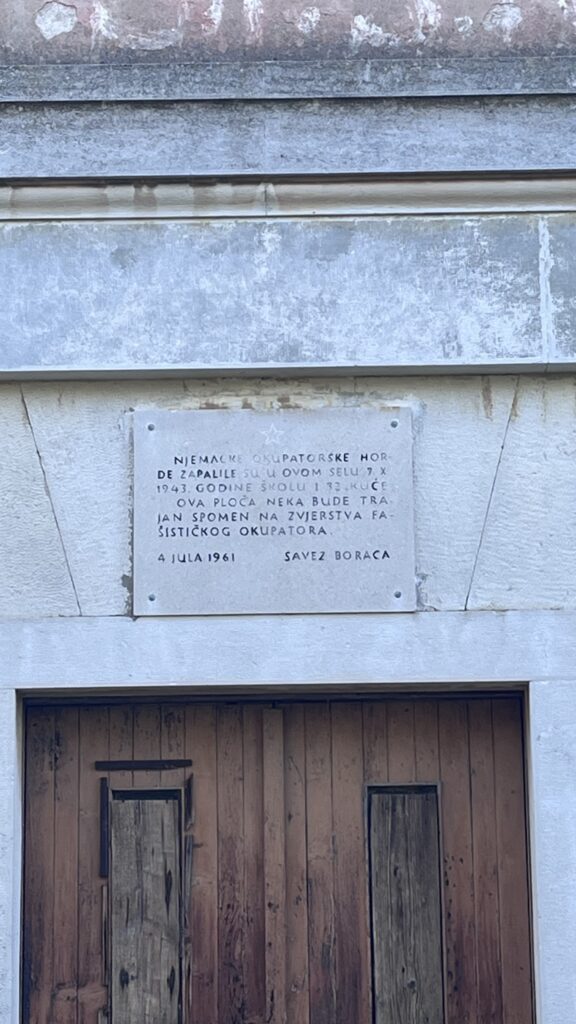 NJEMAČKE OKUPATORSKE HOR-
DE ZAPALILE SU U OVOM SELU 7. X
1943. GODINE ŠKOLU I 32 KUĆE.
OVA PLOČA NEKA BUDE TRA-
JAN SPOMEN NA ZVJERSTVA FA-
ŠISTIČKOG OKUPATORA.
4 JULA 1961 SAVEZ BORACA